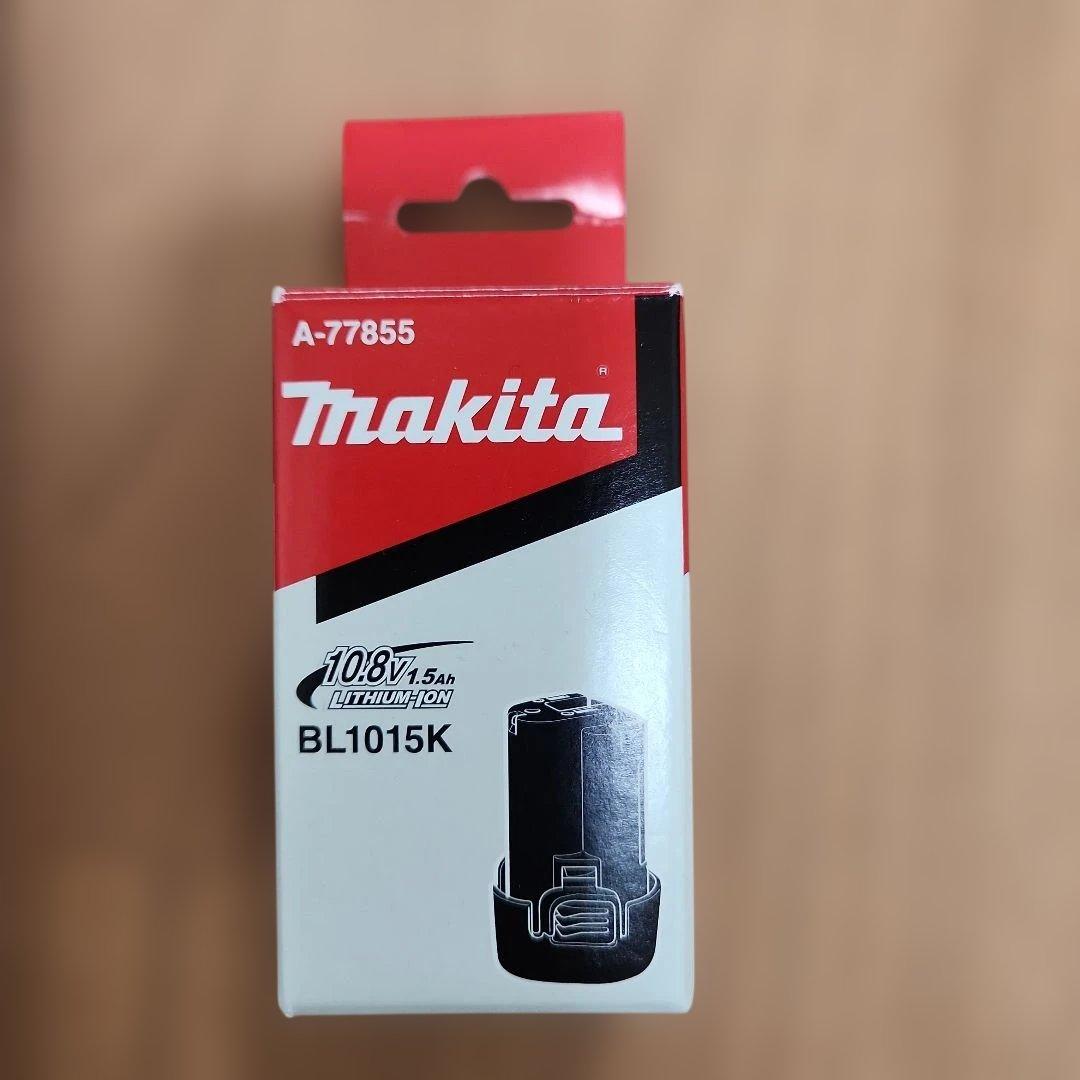 A-77855
makita®
10.8V 1.5Ah
LITHIUM-ION
BL1015K